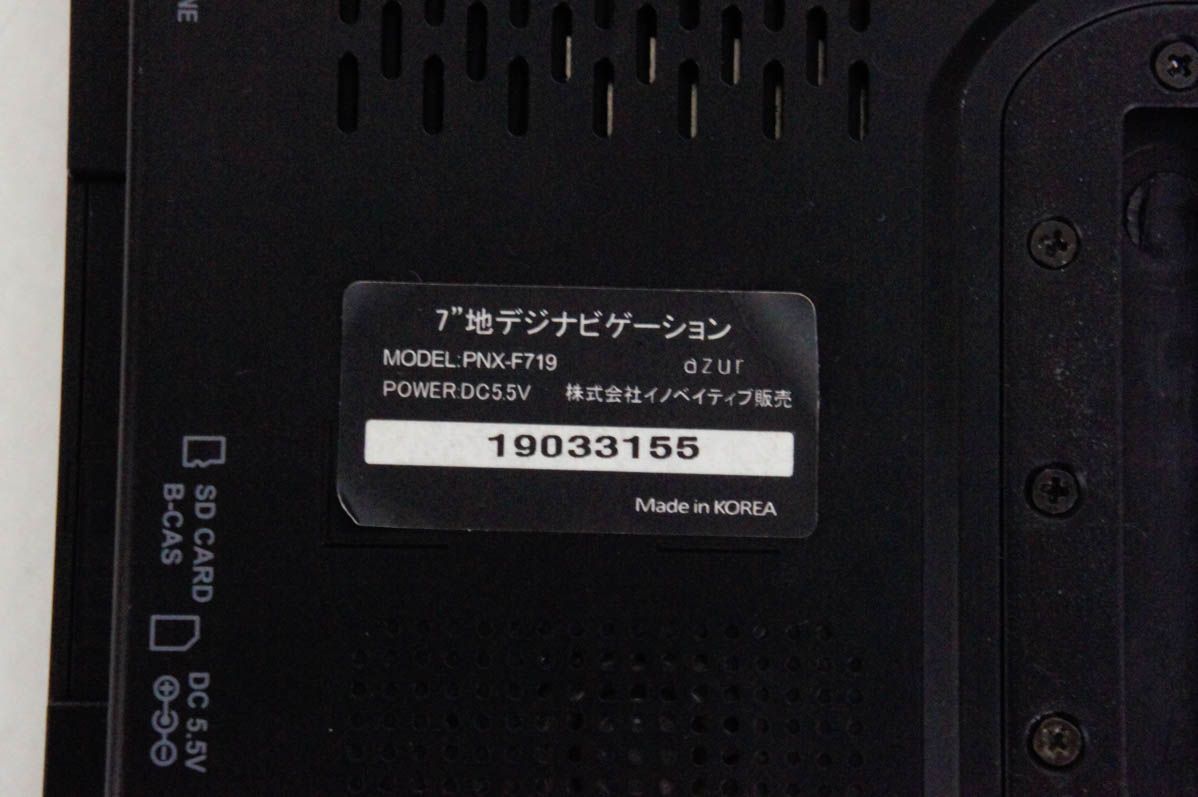 NE
7”地デジナビゲーション
MODEL:PNX-F719 azur
POWER:DC5.5V 株式会社イノベイティブ販売
19033155
Made in KOREA
SD CARD
B-CAS
DC 5.5V